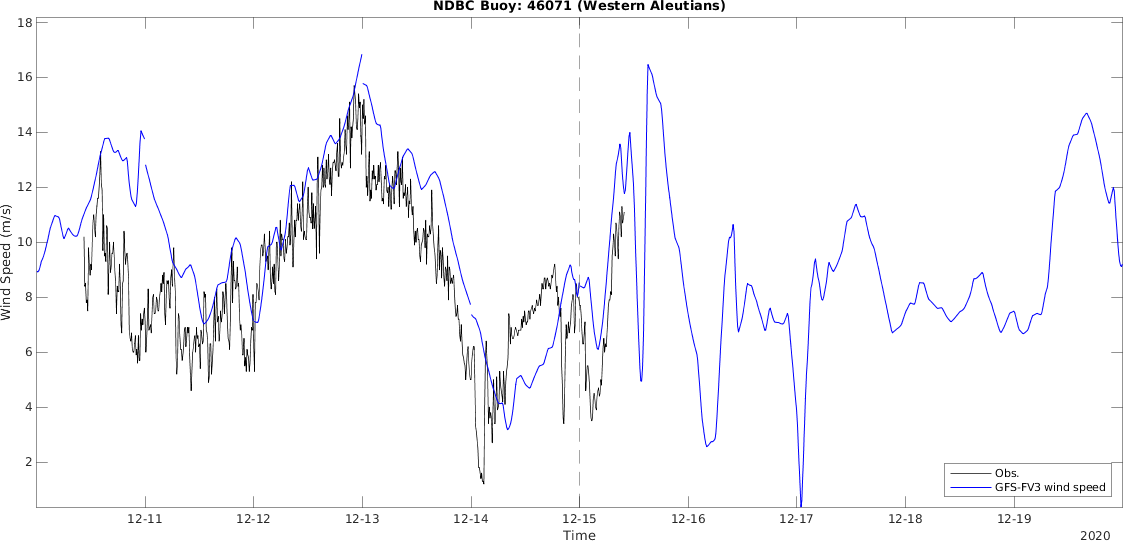 NDBC Buoy: 46071 (Western Aleutians)
18
16
14
12
10
8
6
4
2
Wind Speed (m/s)
Obs.
GFS-FV3 wind speed
12-11 12-12 12-13 12-14 12-15 12-16 12-17 12-18 12-19
Time
2020